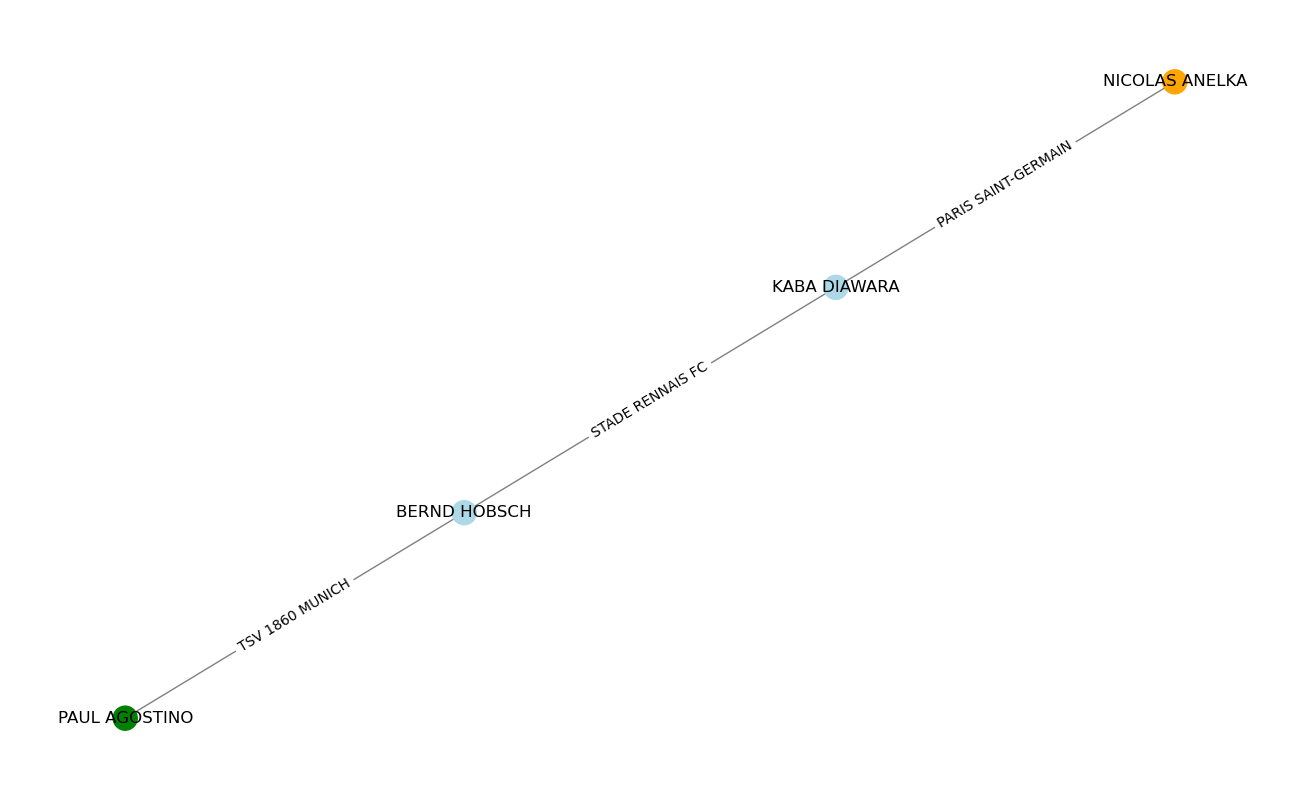 NICOLAS ANELKA
PARIS SAINT-GERMAIN
KABA DIAWARA
STADE RENNAIS FC
BERND HOBSCH
TSV 1860 MUNICH
PAUL AGOSTINO